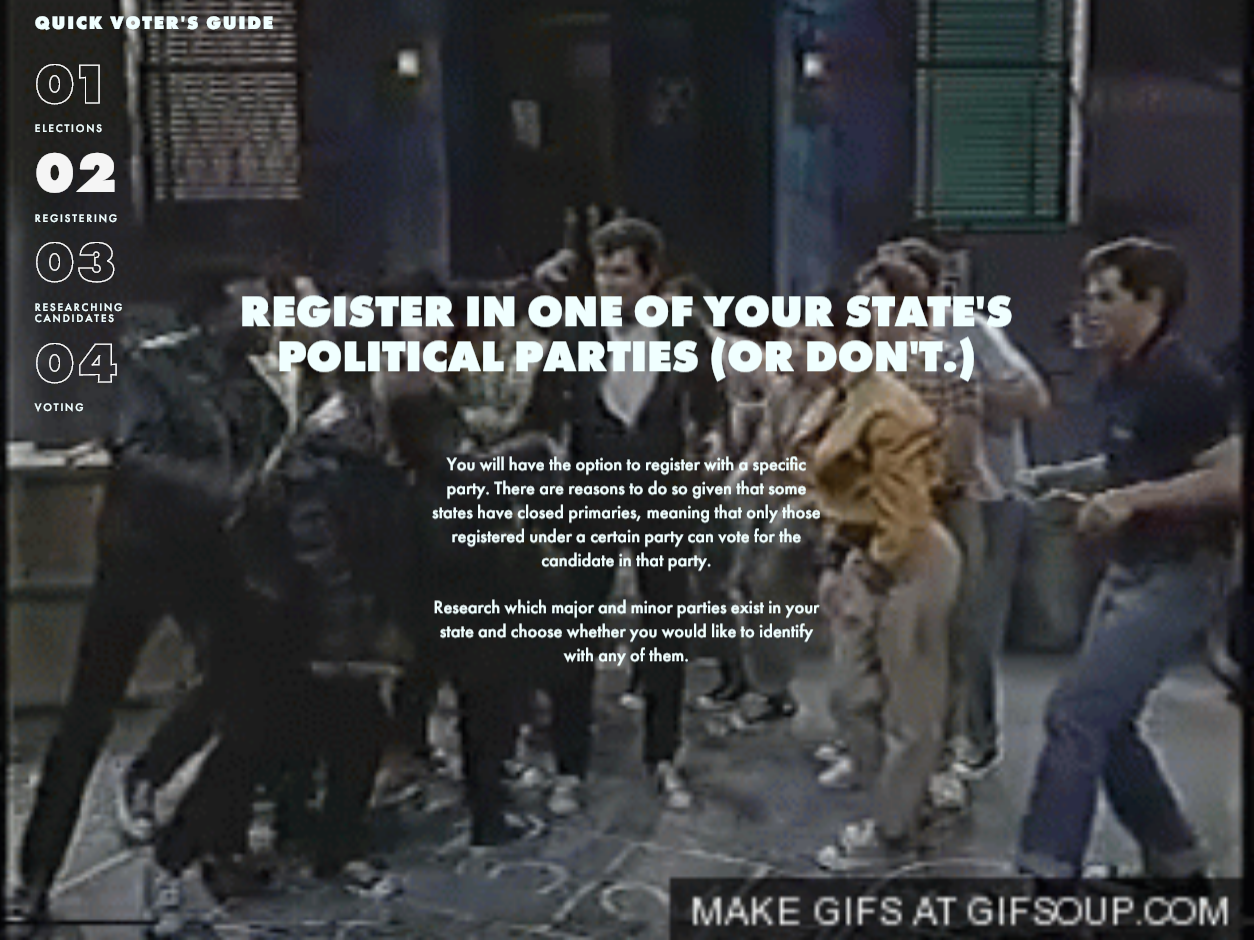 QUICK VOTER'S GUIDE
01
ELECTIONS
02
REGISTERING
03
RESEARCHING
CANDIDATES
04
VOTING
REGISTER IN ONE OF YOUR STATE'S
POLITICAL PARTIES (OR DON'T.)
You will have the option to register with a specific
party. There are reasons to do so given that some
states have closed primaries, meaning that only those
registered under a certain party can vote for the
candidate in that party.
Research which major and minor parties exist in your
state and choose whether you would like to identify
with any of them.
MAKE GIFS AT GIFSOUP.COM